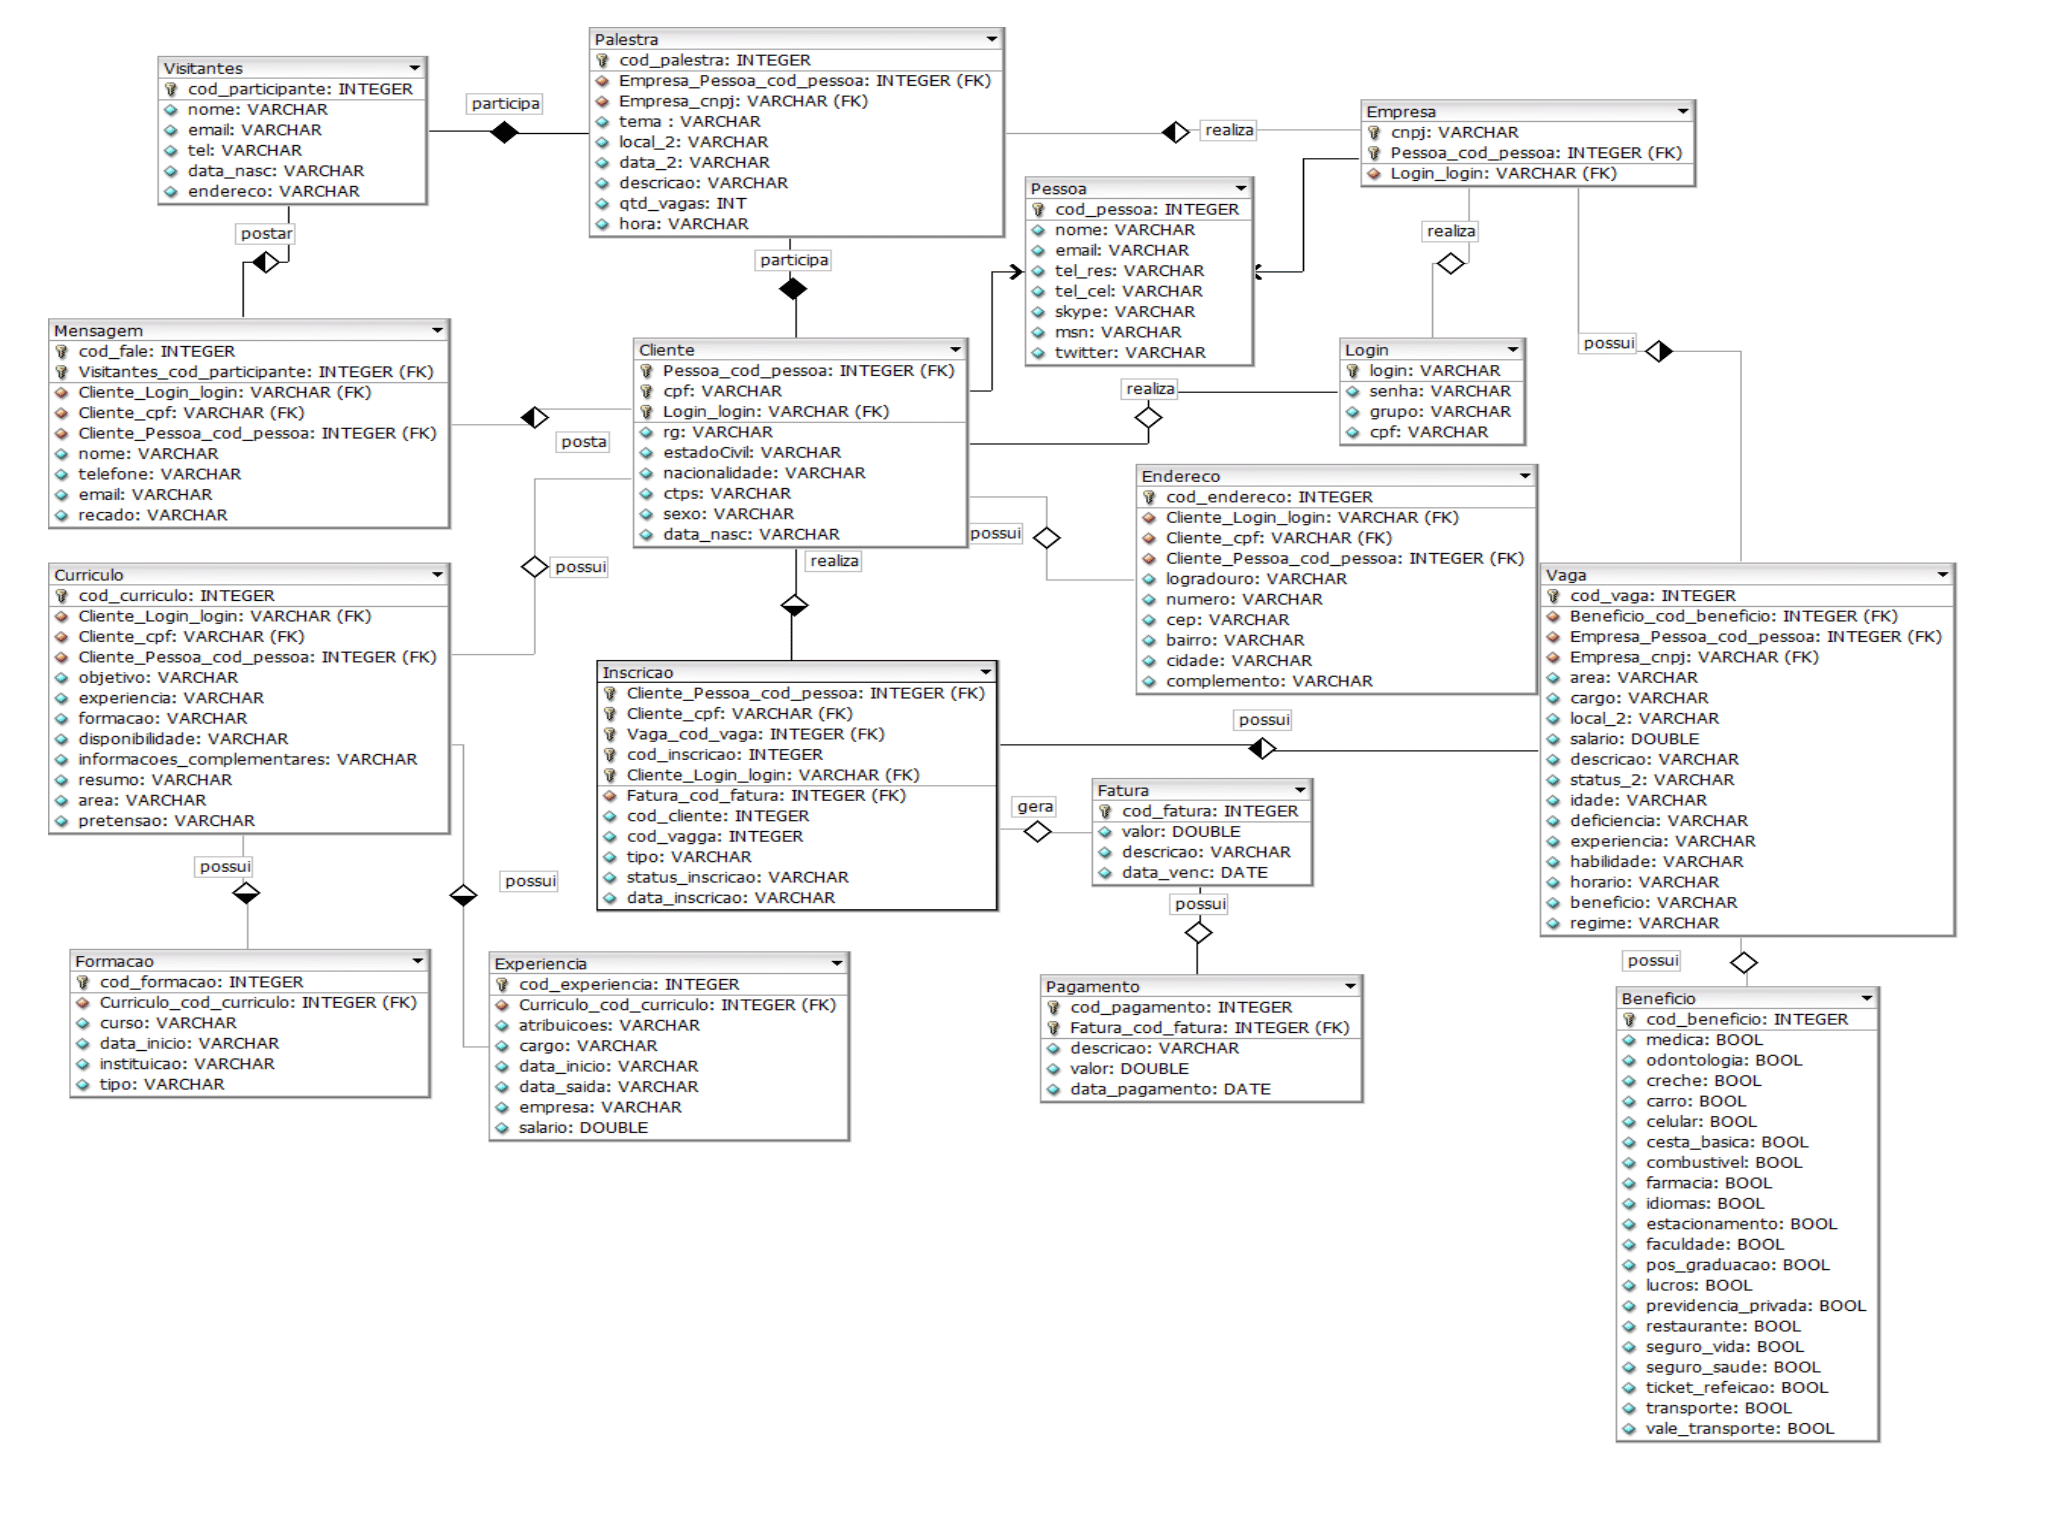 Visitantes
cod_participante: INTEGER
nome: VARCHAR
email: VARCHAR
tel: VARCHAR
data_nasc: VARCHAR
endereco: VARCHAR
participa
Palestra
cod_palestra: INTEGER
Empresa_Pessoa_cod_pessoa: INTEGER (FK)
Empresa_cnpj: VARCHAR (FK)
tema : VARCHAR
local_2: VARCHAR
data_2: VARCHAR
descricao: VARCHAR
qtd_vagas: INT
hora: VARCHAR
realiza
Empresa
cnpj: VARCHAR
Pessoa_cod_pessoa: INTEGER (FK)
Login_login: VARCHAR (FK)
Pessoa
cod_pessoa: INTEGER
nome: VARCHAR
email: VARCHAR
tel_res: VARCHAR
tel_cel: VARCHAR
skype: VARCHAR
msn: VARCHAR
twitter: VARCHAR
postar
participa
realiza
possui
Mensagem
cod_fale: INTEGER
Visitantes_cod_participante: INTEGER (FK)
Cliente_Login_login: VARCHAR (FK)
Cliente_cpf: VARCHAR (FK)
Cliente_Pessoa_cod_pessoa: INTEGER (FK)
nome: VARCHAR
telefone: VARCHAR
email: VARCHAR
recado: VARCHAR
posta
Cliente
Pessoa_cod_pessoa: INTEGER (FK)
cpf: VARCHAR
Login_login: VARCHAR (FK)
rg: VARCHAR
estadoCivil: VARCHAR
nacionalidade: VARCHAR
ctps: VARCHAR
sexo: VARCHAR
data_nasc: VARCHAR
realiza
Login
login: VARCHAR
senha: VARCHAR
grupo: VARCHAR
cpf: VARCHAR
possui
Endereco
cod_endereco: INTEGER
Cliente_Login_login: VARCHAR (FK)
Cliente_cpf: VARCHAR (FK)
Cliente_Pessoa_cod_pessoa: INTEGER (FK)
logradouro: VARCHAR
numero: VARCHAR
cep: VARCHAR
bairro: VARCHAR
cidade: VARCHAR
complemento: VARCHAR
possui
realiza
Curriculo
cod_curriculo: INTEGER
Cliente_Login_login: VARCHAR (FK)
Cliente_cpf: VARCHAR (FK)
Cliente_Pessoa_cod_pessoa: INTEGER (FK)
objetivo: VARCHAR
experiencia: VARCHAR
formacao: VARCHAR
disponibilidade: VARCHAR
informacoes_complementares: VARCHAR
resumo: VARCHAR
area: VARCHAR
pretensao: VARCHAR
Inscricao
Cliente_Pessoa_cod_pessoa: INTEGER (FK)
Cliente_cpf: VARCHAR (FK)
Vaga_cod_vaga: INTEGER (FK)
cod_inscricao: INTEGER
Cliente_Login_login: VARCHAR (FK)
Fatura_cod_fatura: INTEGER (FK)
cod_cliente: INTEGER
cod_vagga: INTEGER
tipo: VARCHAR
status_inscricao: VARCHAR
data_inscricao: VARCHAR
possui
Vaga
cod_vaga: INTEGER
Beneficio_cod_beneficio: INTEGER (FK)
Empresa_Pessoa_cod_pessoa: INTEGER (FK)
Empresa_cnpj: VARCHAR (FK)
area: VARCHAR
cargo: VARCHAR
local_2: VARCHAR
salario: DOUBLE
descricao: VARCHAR
status_2: VARCHAR
idade: VARCHAR
deficiencia: VARCHAR
experiencia: VARCHAR
habilidade: VARCHAR
horario: VARCHAR
beneficio: VARCHAR
regime: VARCHAR
gera
Fatura
cod_fatura: INTEGER
valor: DOUBLE
descricao: VARCHAR
data_venc: DATE
possui
possui
possui
possui
Formacao
cod_formacao: INTEGER
Curriculo_cod_curriculo: INTEGER (FK)
curso: VARCHAR
data_inicio: VARCHAR
instituicao: VARCHAR
tipo: VARCHAR
Experiencia
cod_experiencia: INTEGER
Curriculo_cod_curriculo: INTEGER (FK)
atribuicoes: VARCHAR
cargo: VARCHAR
data_inicio: VARCHAR
data_saida: VARCHAR
empresa: VARCHAR
salario: DOUBLE
Pagamento
cod_pagamento: INTEGER
Fatura_cod_fatura: INTEGER (FK)
descricao: VARCHAR
valor: DOUBLE
data_pagamento: DATE
Beneficio
cod_beneficio: INTEGER
medica: BOOL
odontologia: BOOL
creche: BOOL
carro: BOOL
celular: BOOL
cesta_basica: BOOL
combustivel: BOOL
farmacia: BOOL
idiomas: BOOL
estacionamento: BOOL
faculdade: BOOL
pos_graduacao: BOOL
lucros: BOOL
previdencia_privada: BOOL
restaurante: BOOL
seguro_vida: BOOL
seguro_saude: BOOL
ticket_refeicao: BOOL
transporte: BOOL
vale_transporte: BOOL